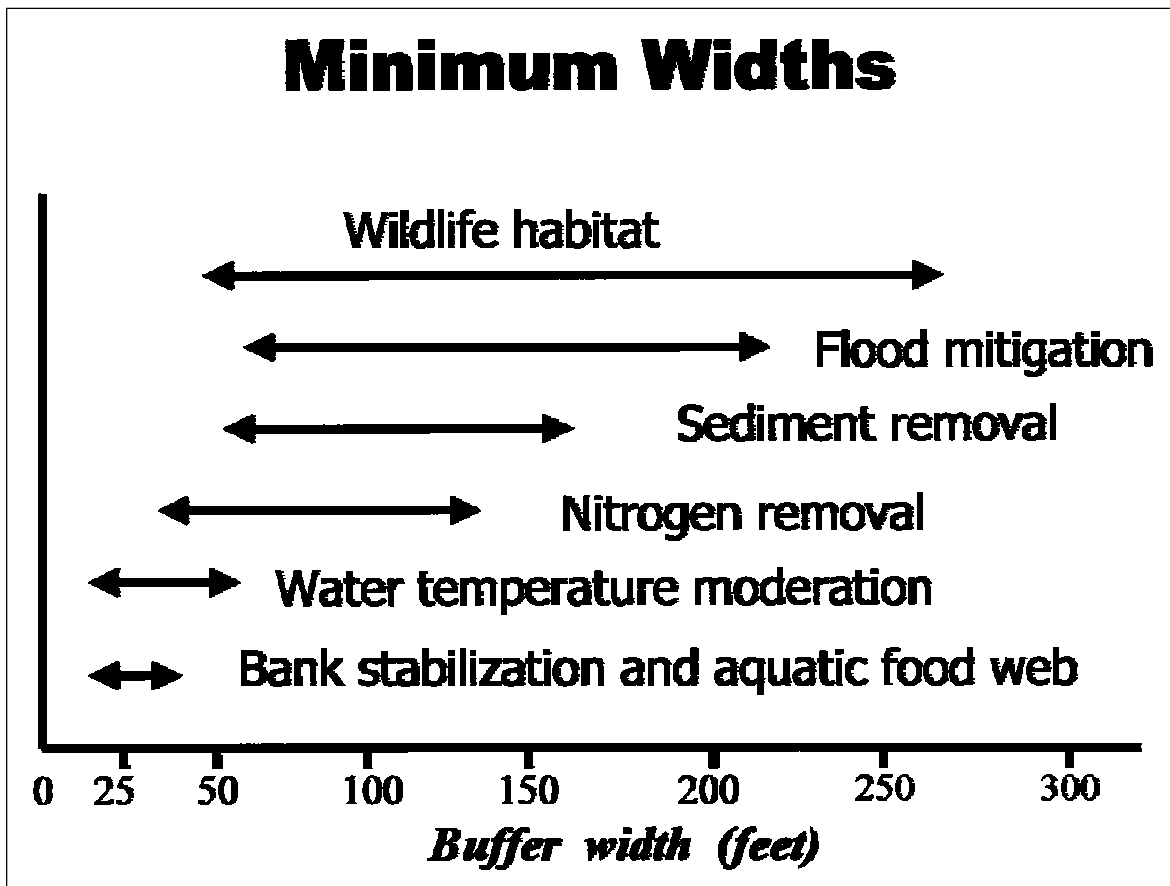 Minimum Widths
Wildlife habitat
Flood mitigation
Sediment removal
Nitrogen removal
Water temperature moderation
Bank stabilization and aquatic food web
0 25 50 100 150 200 250 300
Buffer width (feet)